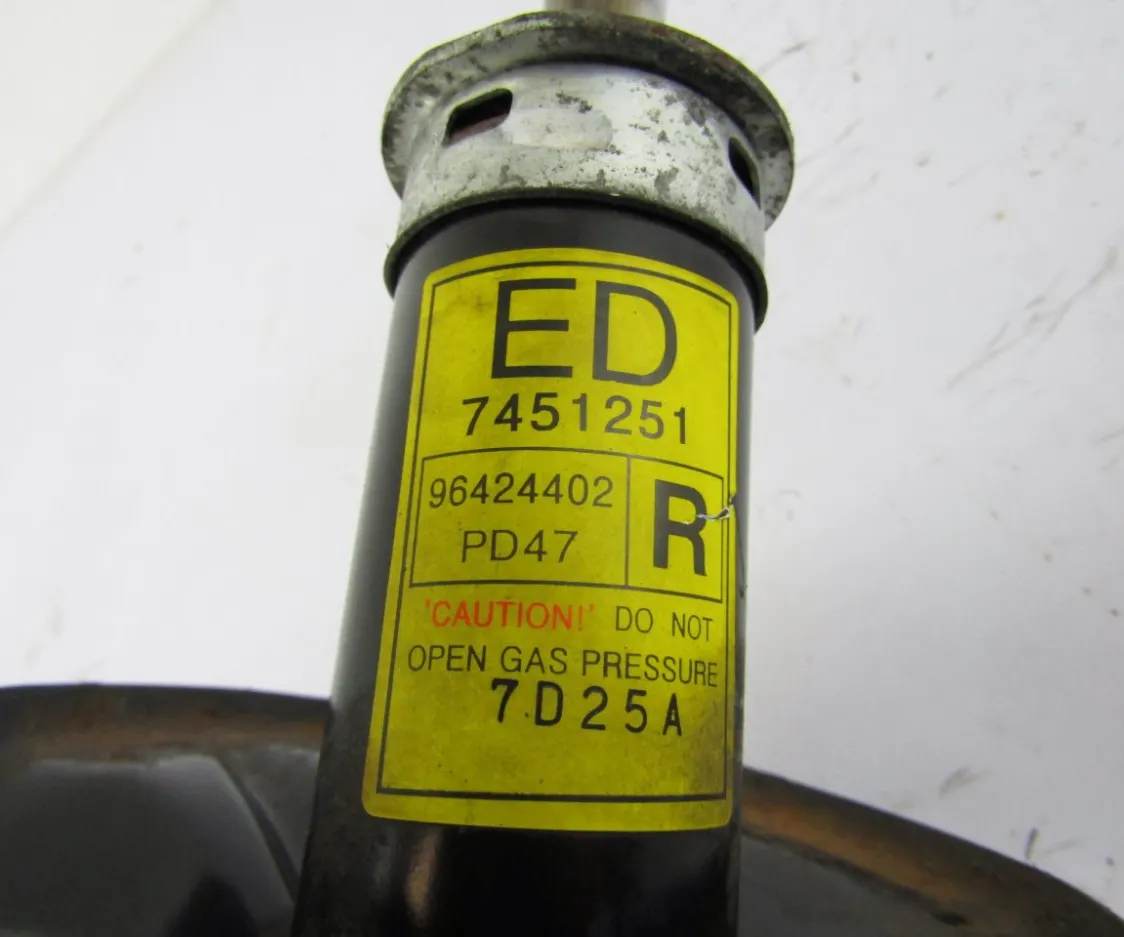 ED
7451251
96424402
PD47
R
'CAUTION!' DO NOT
OPEN GAS PRESSURE
7D25A